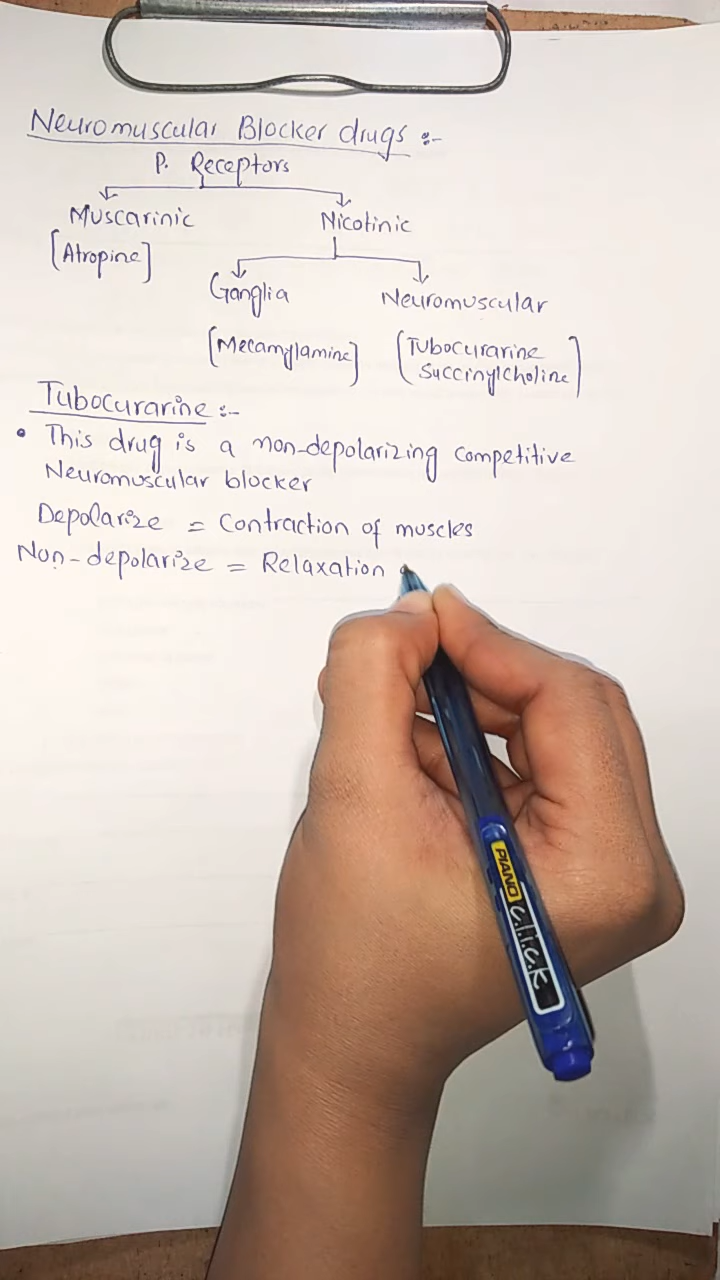 Neuromuscular Blocker drugs :-
P. Receptors
Muscarinic Nicotinic
[Atropine]
Ganglia Neuromuscular
[Mecamylamine] [Tubocurarine
Succinylcholine]
Tubocurarine :-
• This drug is a non-depolarizing competitive
Neuromuscular blocker
Depolarize = Contraction of muscles
Non-depolarize = Relaxation
PIANO c.l.i.c.k